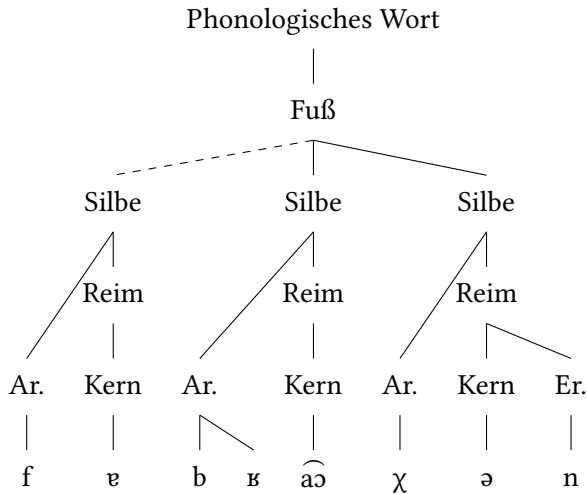 Phonologisches Wort
Fuß
Silbe Silbe Silbe
Reim Reim Reim
Ar. Kern Ar. Kern Ar. Kern Er.
f ɐ b ʁ a͡ɔ χ ə n